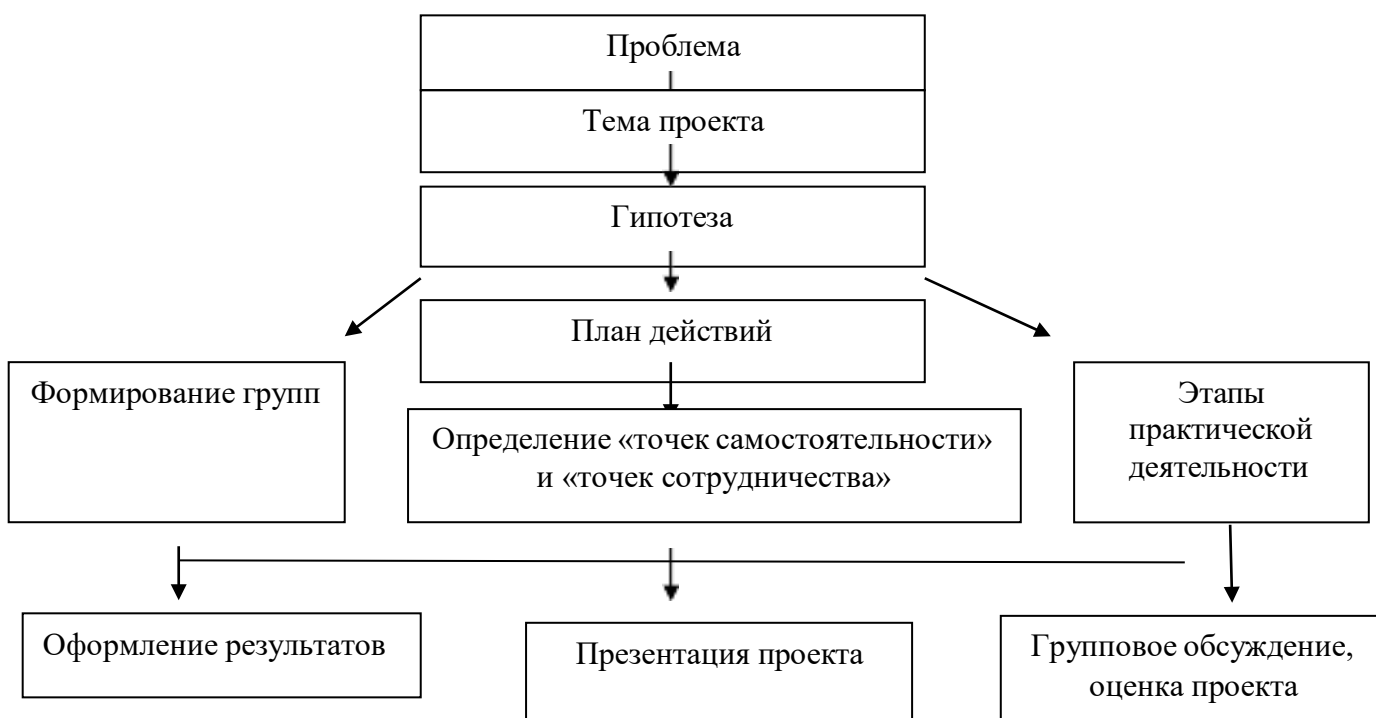 Проблема
Тема проекта
Гипотеза
План действий
Формирование групп
Определение «точек самостоятельности»
и «точек сотрудничества»
Этапы
практической
деятельности
Оформление результатов
Презентация проекта
Групповое обсуждение,
оценка проекта